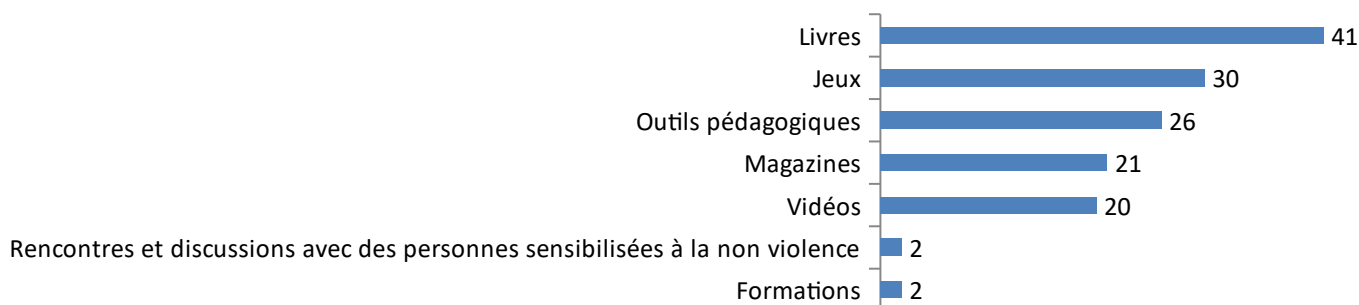 Livres 41
Jeux 30
Outils pédagogiques 26
Magazines 21
Vidéos 20
Rencontres et discussions avec des personnes sensibilisées à la non violence 2
Formations 2